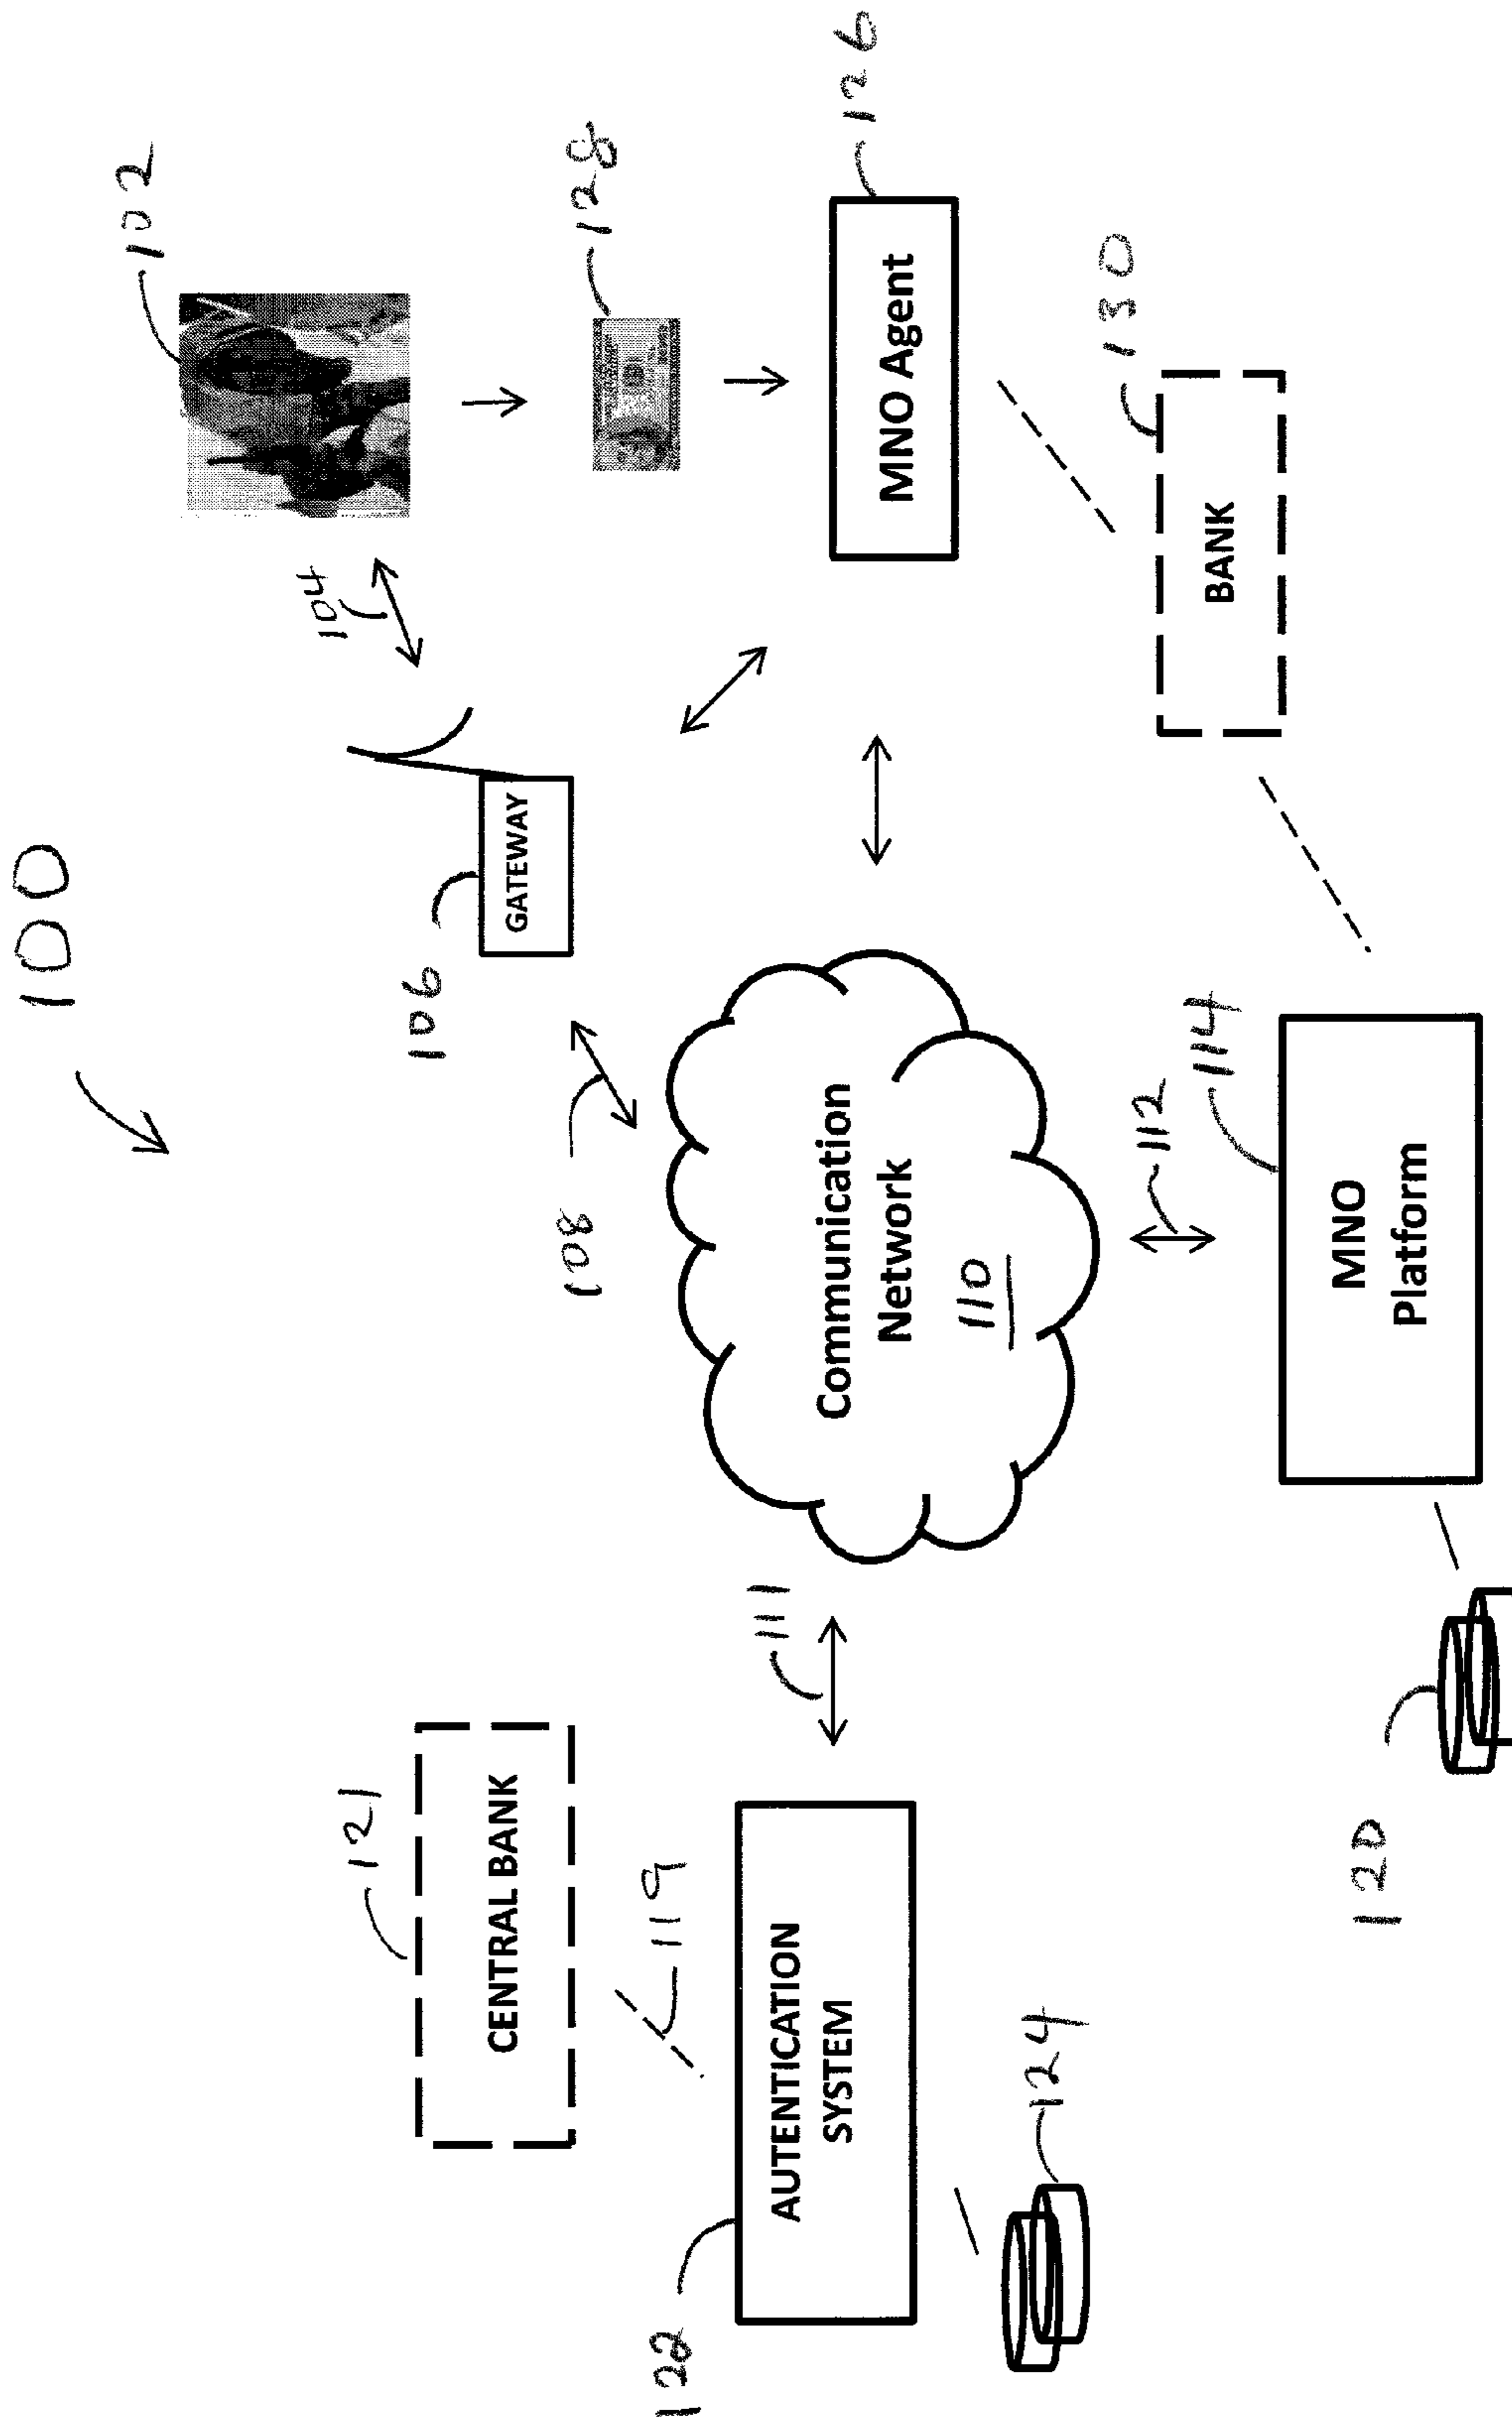 100
102
104
106
GATEWAY
108
128
126
MNO Agent
130
BANK
Communication
Network
110
111
112
114
MNO
Platform
121
CENTRAL BANK
119
122
AUTENTICATION
SYSTEM
124
120